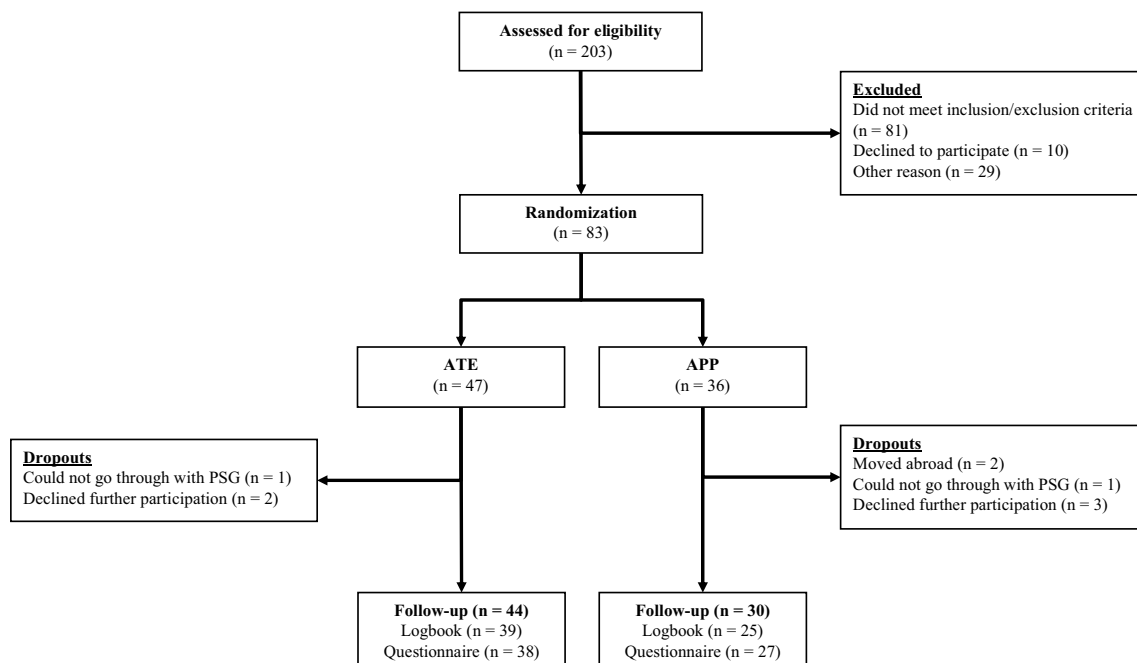 Assessed for eligibility
(n = 203)
Excluded
Did not meet inclusion/exclusion criteria
(n = 81)
Declined to participate (n = 10)
Other reason (n = 29)
Randomization
(n = 83)
ATE
(n = 47)
APP
(n = 36)
Dropouts
Could not go through with PSG (n = 1)
Declined further participation (n = 2)
Dropouts
Moved abroad (n = 2)
Could not go through with PSG (n = 1)
Declined further participation (n = 3)
Follow-up (n = 44)
Logbook (n = 39)
Questionnaire (n = 38)
Follow-up (n = 30)
Logbook (n = 25)
Questionnaire (n = 27)